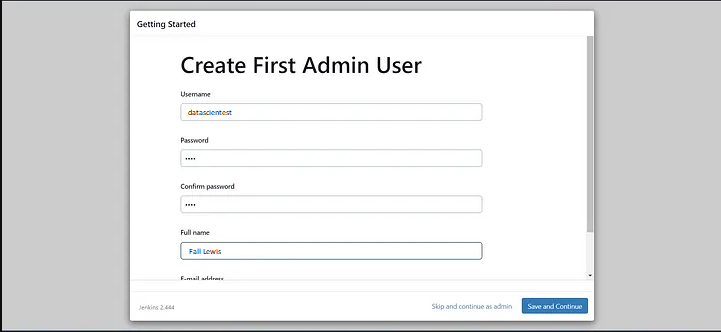 Getting Started
Create First Admin User
Username
datascientest
Password
••••
Confirm password
••••
Full name
Fall Lewis
E-mail address
Jenkins 2.444
Skip and continue as admin
Save and Continue